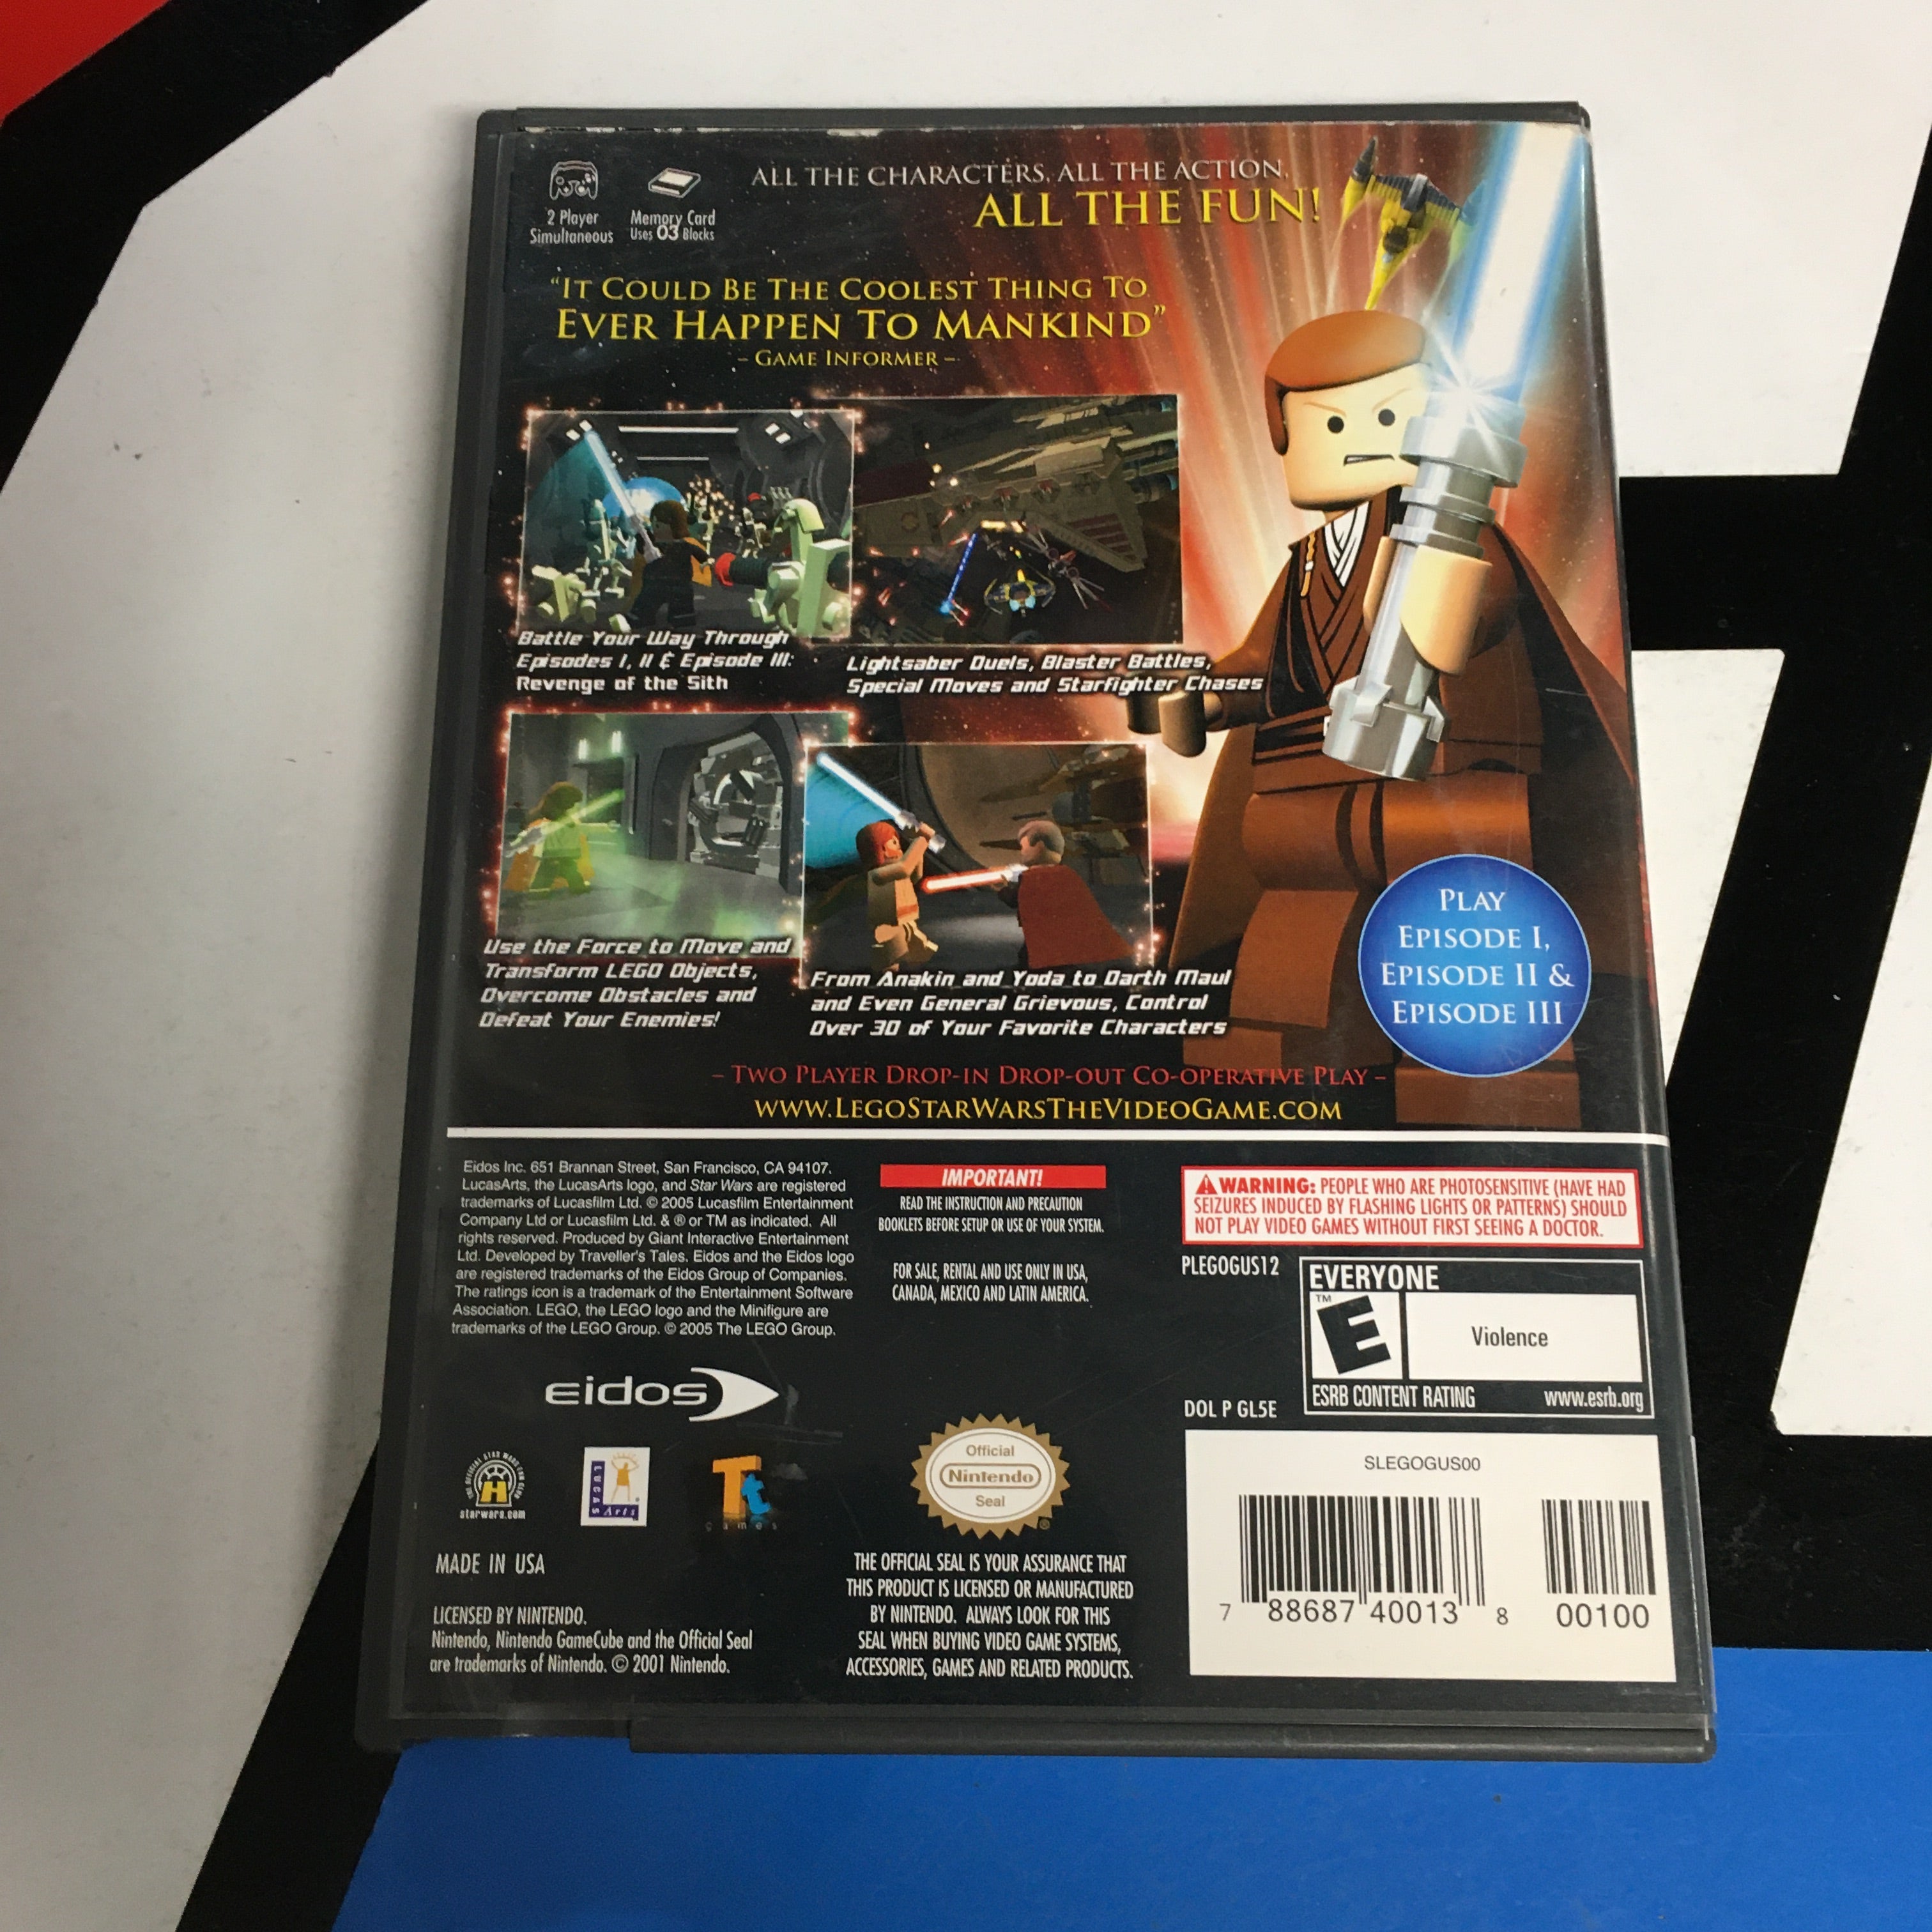 2 Player
Simultaneous
Memory Card
Uses 03 Blocks
ALL THE CHARACTERS, ALL THE ACTION,
ALL THE FUN!
"IT COULD BE THE COOLEST THING TO
EVER HAPPEN TO MANKIND"
– GAME INFORMER –
Battle Your Way Through
Episodes I, II & Episode III:
Revenge of the Sith
Lightsaber Duels, Blaster Battles,
Special Moves and Starfighter Chases
Use the Force to Move and
Transform LEGO Objects,
Overcome Obstacles and
Defeat Your Enemies!
From Anakin and Yoda to Darth Maul
and Even General Grievous, Control
Over 30 of Your Favorite Characters
PLAY
EPISODE I,
EPISODE II &
EPISODE III
– TWO PLAYER DROP-IN DROP-OUT CO-OPERATIVE PLAY –
WWW.LEGOSTARWARSTHEVIDEOGAME.COM
Eidos Inc. 651 Brannan Street, San Francisco, CA 94107.
LucasArts, the LucasArts logo, and Star Wars are registered
trademarks of Lucasfilm Ltd. © 2005 Lucasfilm Entertainment
Company Ltd or Lucasfilm Ltd. & ® or TM as indicated. All
rights reserved. Produced by Giant Interactive Entertainment
Ltd. Developed by Traveller's Tales. Eidos and the Eidos logo
are registered trademarks of the Eidos Group of Companies.
The ratings icon is a trademark of the Entertainment Software
Association. LEGO, the LEGO logo and the Minifigure are
trademarks of the LEGO Group. © 2005 The LEGO Group.
IMPORTANT!
READ THE INSTRUCTION AND PRECAUTION
BOOKLETS BEFORE SETUP OR USE OF YOUR SYSTEM.
FOR SALE, RENTAL AND USE ONLY IN USA,
CANADA, MEXICO AND LATIN AMERICA.
WARNING: PEOPLE WHO ARE PHOTOSENSITIVE (HAVE HAD
SEIZURES INDUCED BY FLASHING LIGHTS OR PATTERNS) SHOULD
NOT PLAY VIDEO GAMES WITHOUT FIRST SEEING A DOCTOR.
PLEGOGUS12
EVERYONE
™
E
Violence
ESRB CONTENT RATING www.esrb.org
DOL P GL5E
eidos
H
starwars.com
LUCAS
Arts
Tt
games
Official
Nintendo
Seal
®
MADE IN USA
LICENSED BY NINTENDO.
Nintendo, Nintendo GameCube and the Official Seal
are trademarks of Nintendo. © 2001 Nintendo.
THE OFFICIAL SEAL IS YOUR ASSURANCE THAT
THIS PRODUCT IS LICENSED OR MANUFACTURED
BY NINTENDO. ALWAYS LOOK FOR THIS
SEAL WHEN BUYING VIDEO GAME SYSTEMS,
ACCESSORIES, GAMES AND RELATED PRODUCTS.
SLEGOGUS00
7 88687 40013 8 00100